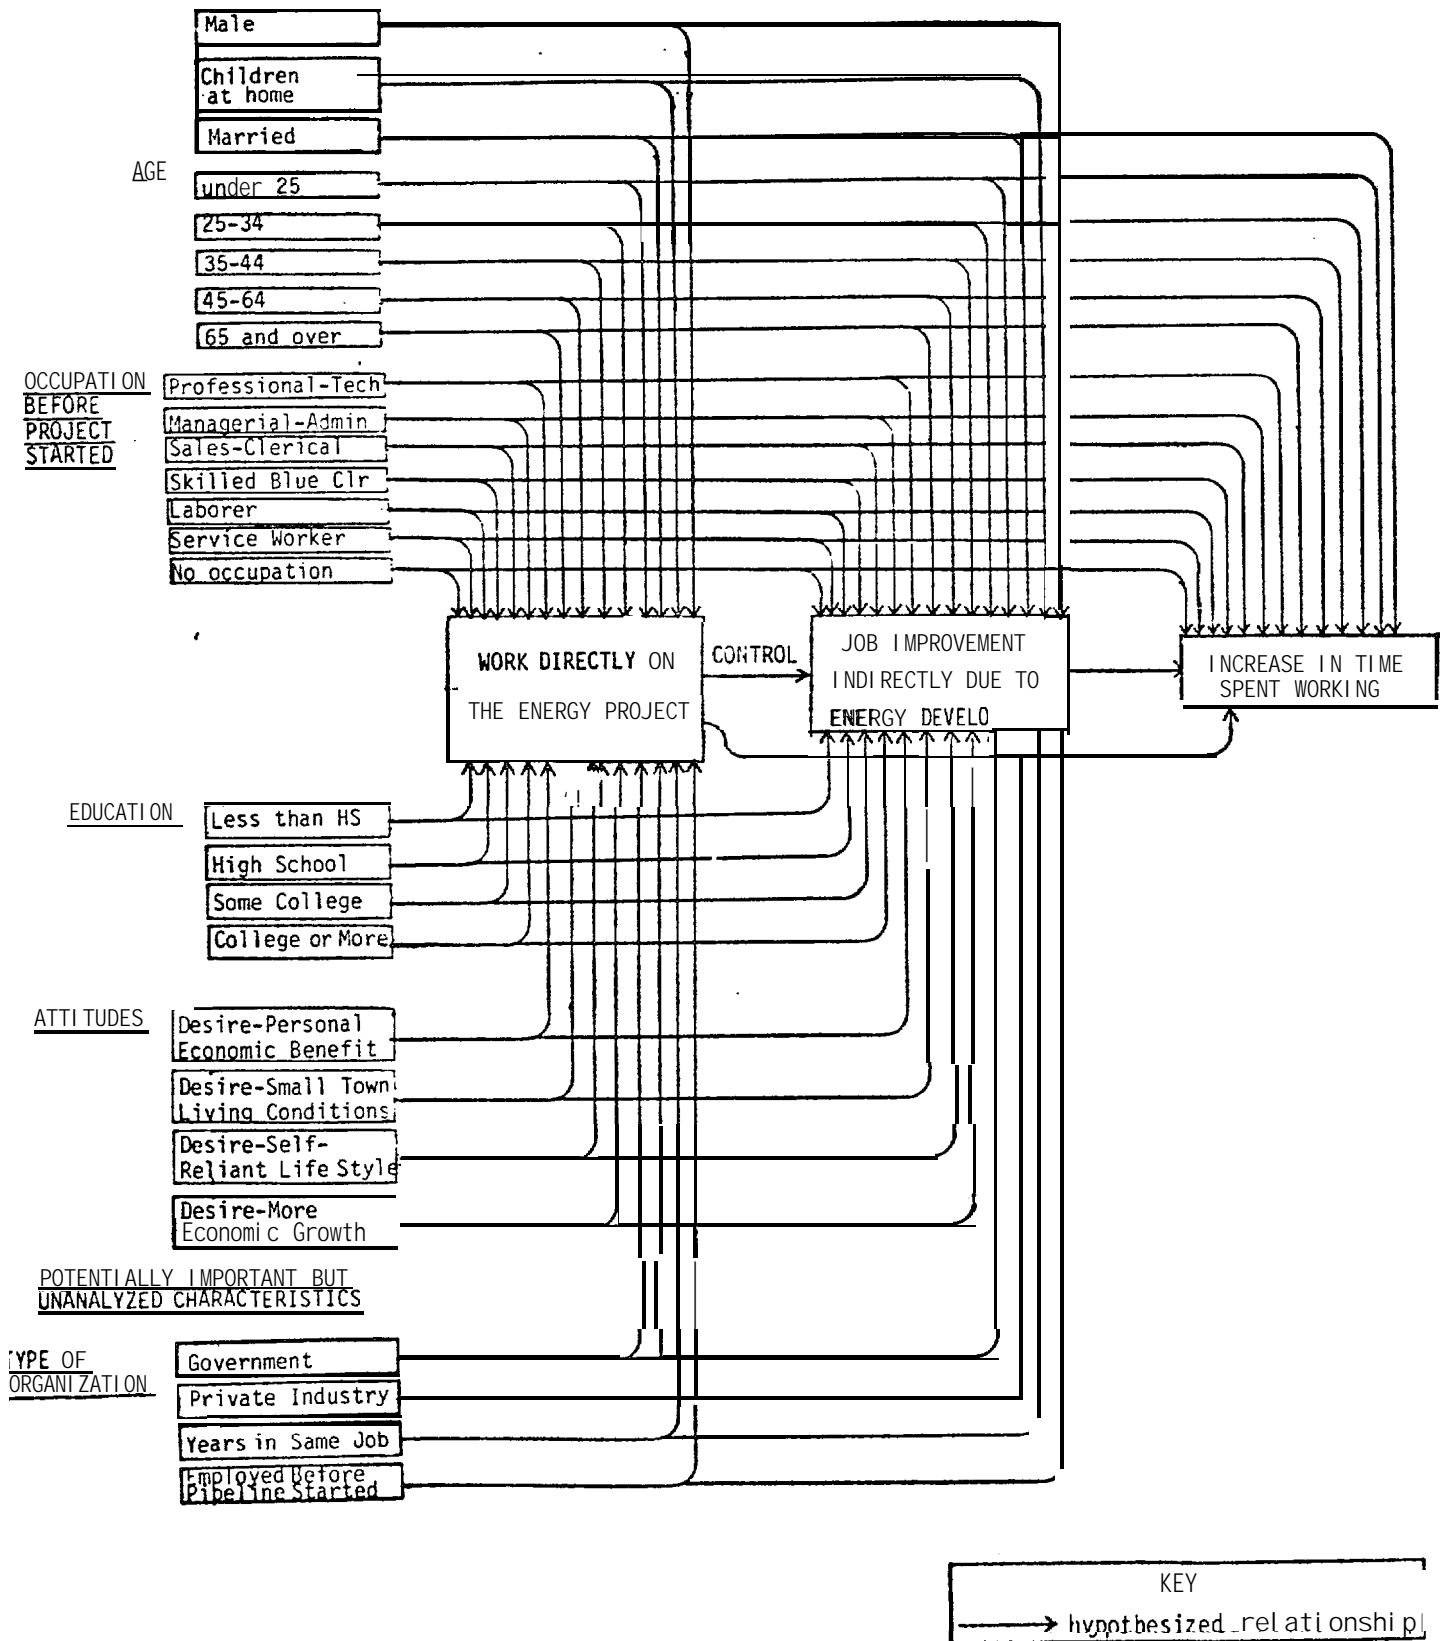 Male
Children
at home
Married
AGE
under 25
25-34
35-44
45-64
65 and over
OCCUPATION
BEFORE
PROJECT
STARTED
Professional-Tech
Managerial-Admin
Sales-Clerical
Skilled Blue Clr
Laborer
Service Worker
No occupation
WORK DIRECTLY ON
THE ENERGY PROJECT
CONTROL
JOB IMPROVEMENT
INDIRECTLY DUE TO
ENERGY DEVELO
INCREASE IN TIME
SPENT WORKING
EDUCATION
Less than HS
High School
Some College
College or More
ATTITUDES
Desire-Personal
Economic Benefit
Desire-Small Town
Living Conditions
Desire-Self-
Reliant Life Style
Desire-More
Economic Growth
POTENTIALLY IMPORTANT BUT
UNANALYZED CHARACTERISTICS
TYPE OF
ORGANIZATION
Government
Private Industry
Years in Same Job
Employed Before
Pipeline Started
KEY
hypothesized relationship